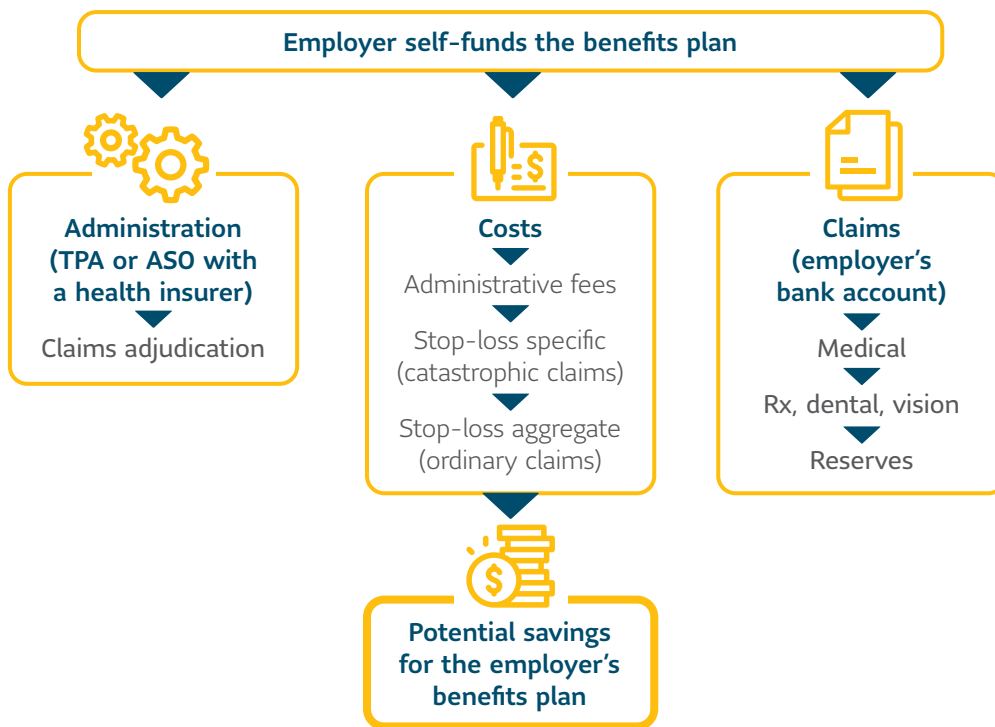 Employer self-funds the benefits plan
Administration
(TPA or ASO with
a health insurer)
Claims adjudication
$
Costs
Administrative fees
Stop-loss specific
(catastrophic claims)
Stop-loss aggregate
(ordinary claims)
Claims
(employer’s
bank account)
Medical
Rx, dental, vision
Reserves
$
Potential savings
for the employer’s
benefits plan